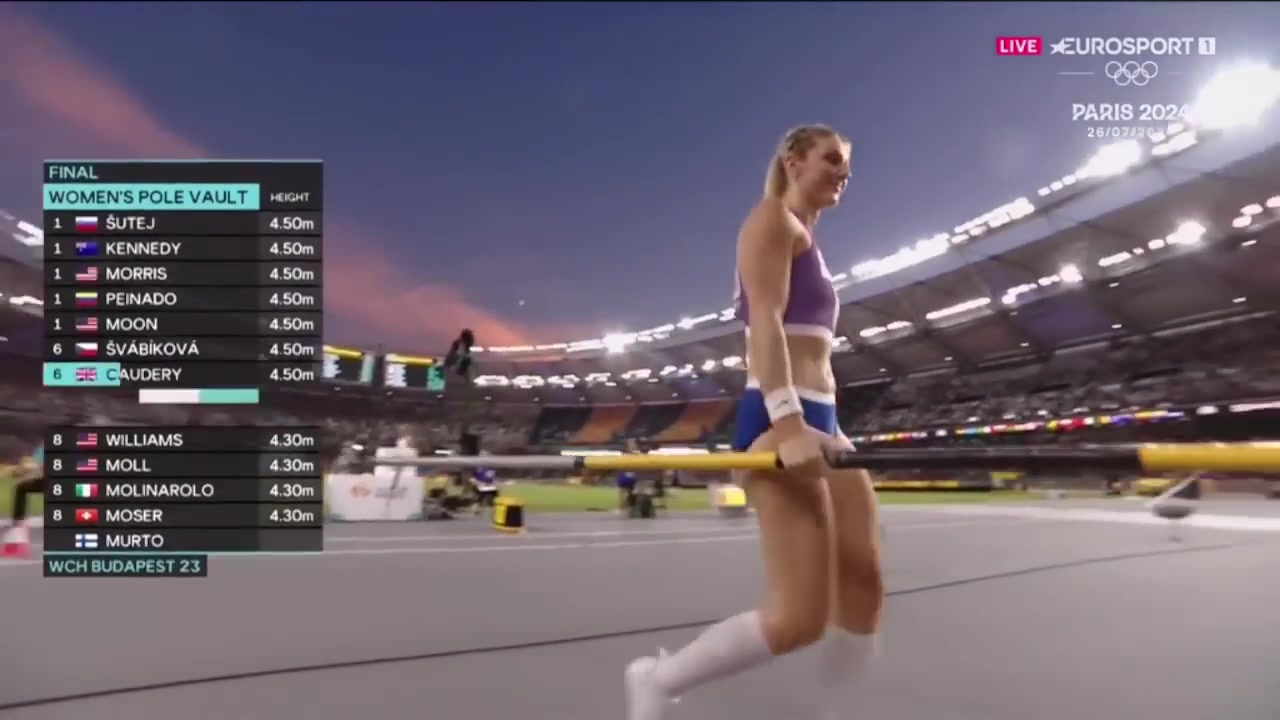 LIVE EUROSPORT 1
PARIS 2024
FINAL
WOMEN'S POLE VAULT HEIGHT
1 ŠUTEJ 4.50m
1 KENNEDY 4.50m
1 MORRIS 4.50m
1 PEINADO 4.50m
1 MOON 4.50m
6 ŠVÁBÍKOVÁ 4.50m
6 CAUDERY 4.50m
8 WILLIAMS 4.30m
8 MOLL 4.30m
8 MOLINAROLO 4.30m
8 MOSER 4.30m
MURTO
WCH BUDAPEST 23